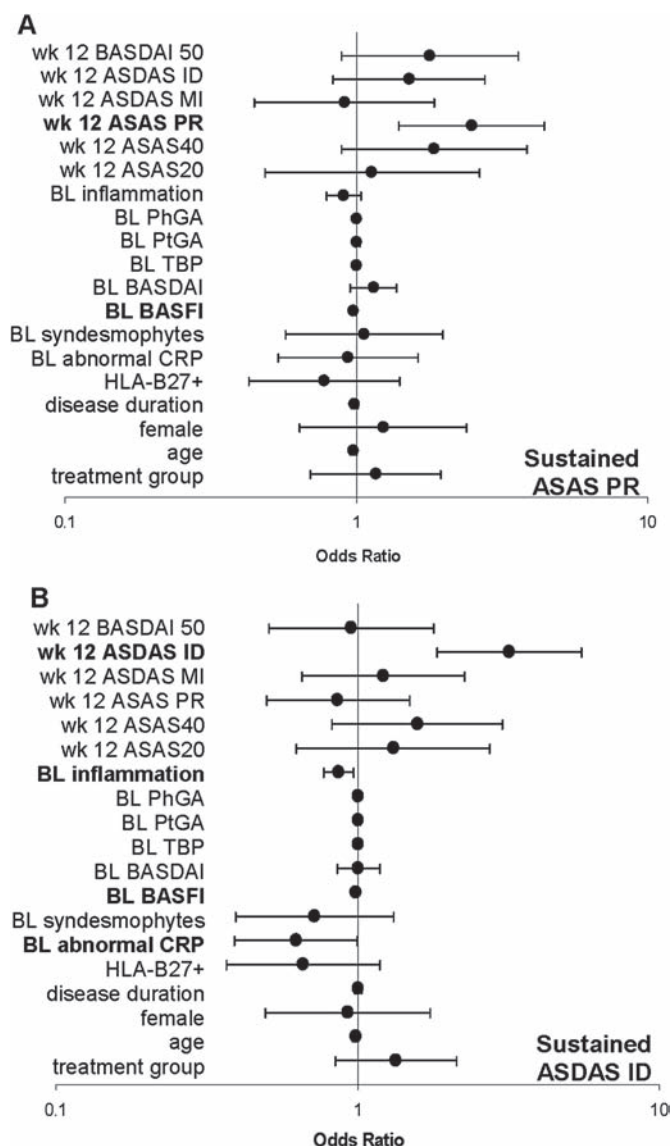 A
wk 12 BASDAI 50
wk 12 ASDAS ID
wk 12 ASDAS MI
wk 12 ASAS PR
wk 12 ASAS40
wk 12 ASAS20
BL inflammation
BL PhGA
BL PtGA
BL TBP
BL BASDAI
BL BASFI
BL syndesmophytes
BL abnormal CRP
HLA-B27+
disease duration
female
age
treatment group
Sustained
ASAS PR
0.1 1 10
Odds Ratio
B
wk 12 BASDAI 50
wk 12 ASDAS ID
wk 12 ASDAS MI
wk 12 ASAS PR
wk 12 ASAS40
wk 12 ASAS20
BL inflammation
BL PhGA
BL PtGA
BL TBP
BL BASDAI
BL BASFI
BL syndesmophytes
BL abnormal CRP
HLA-B27+
disease duration
female
age
treatment group
Sustained
ASDAS ID
0.1 1 10
Odds Ratio